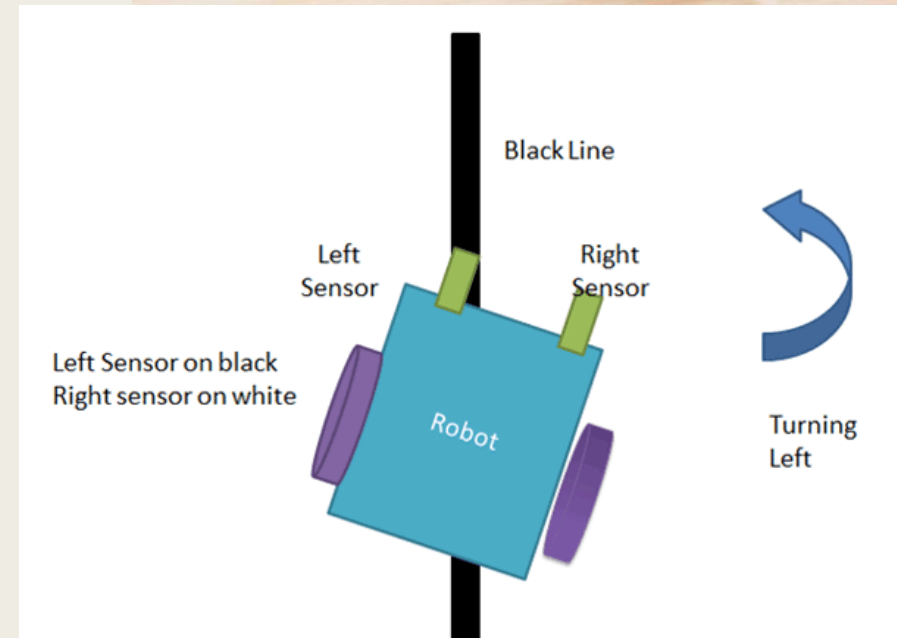 Black Line
Left
Sensor
Right
Sensor
Left Sensor on black
Right sensor on white
Robot
Turning
Left